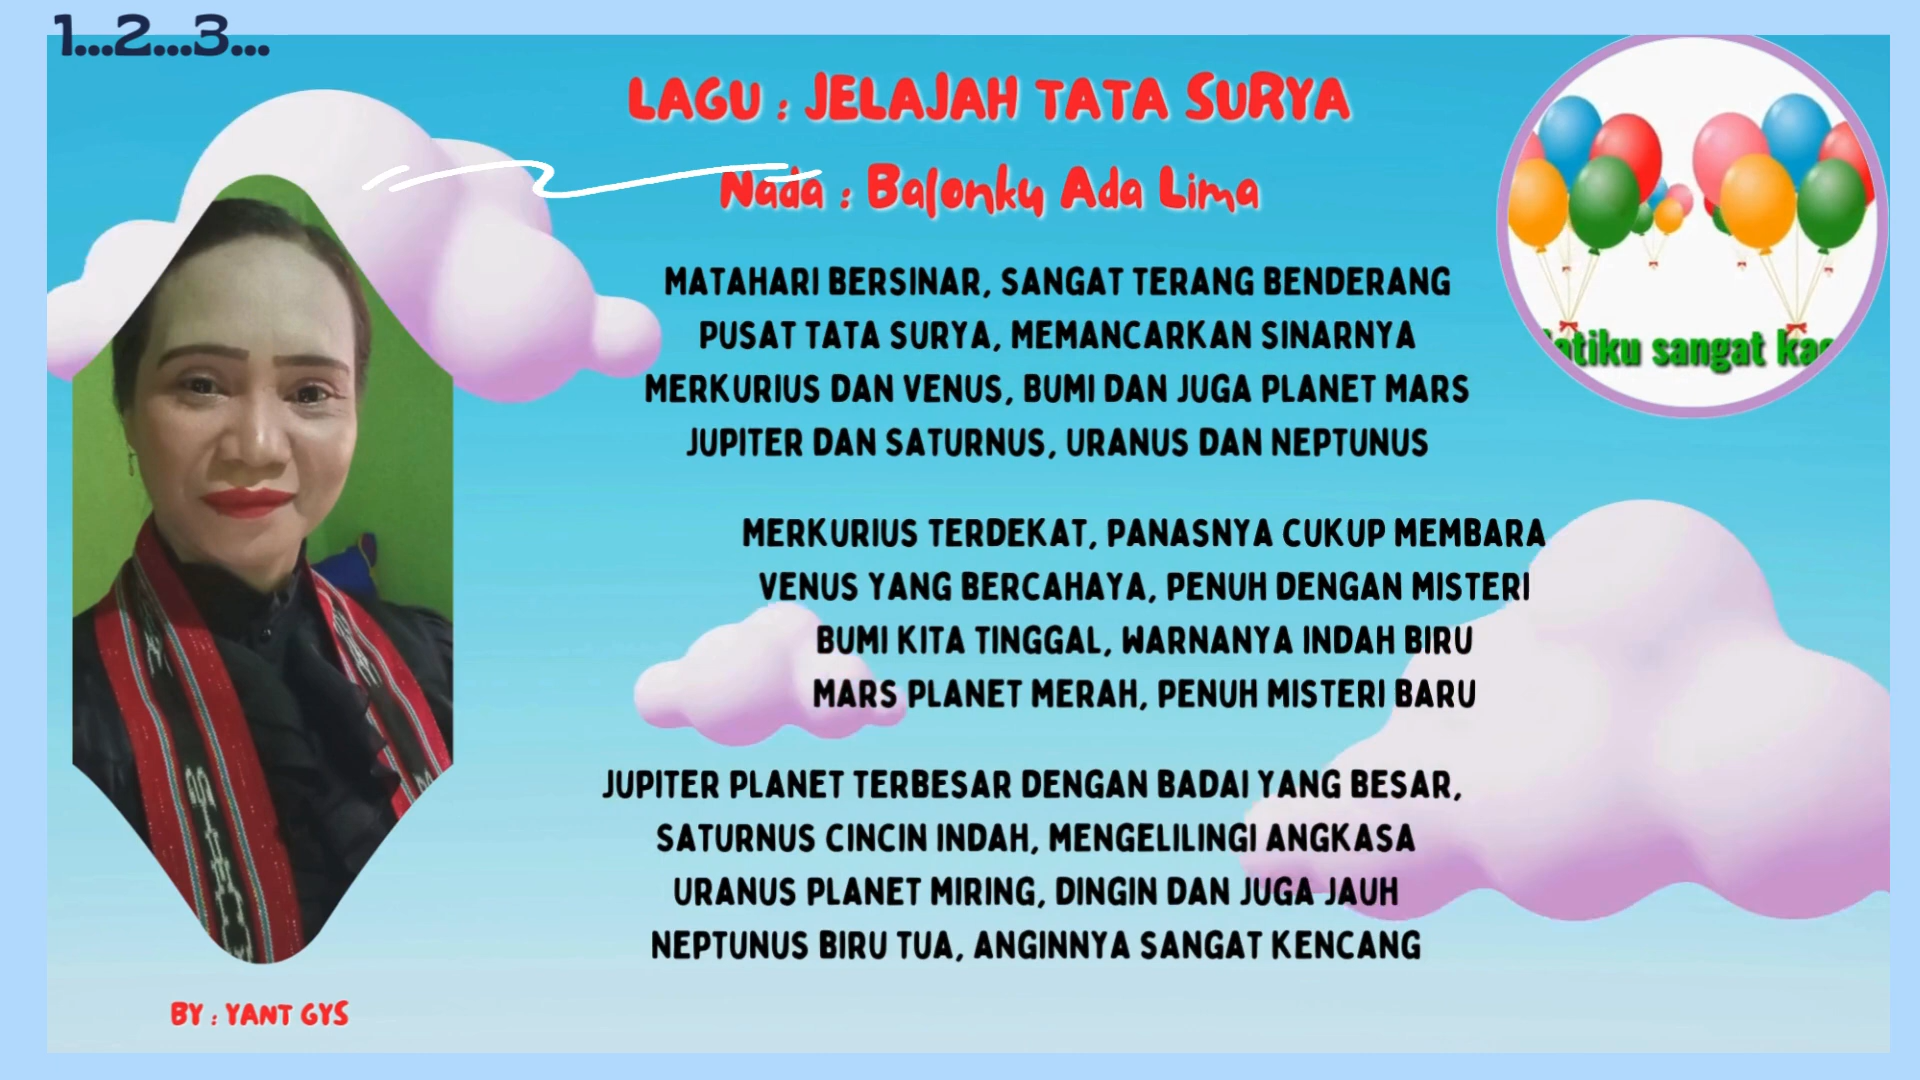 1...2...3...
LAGU : JELAJAH TATA SURYA
Nada : Balonku Ada Lima
MATAHARI BERSINAR, SANGAT TERANG BENDERANG
PUSAT TATA SURYA, MEMANCARKAN SINARNYA
MERKURIUS DAN VENUS, BUMI DAN JUGA PLANET MARS
JUPITER DAN SATURNUS, URANUS DAN NEPTUNUS
MERKURIUS TERDEKAT, PANASNYA CUKUP MEMBARA
VENUS YANG BERCAHAYA, PENUH DENGAN MISTERI
BUMI KITA TINGGAL, WARNANYA INDAH BIRU
MARS PLANET MERAH, PENUH MISTERI BARU
JUPITER PLANET TERBESAR DENGAN BADAI YANG BESAR,
SATURNUS CINCIN INDAH, MENGELILINGI ANGKASA
URANUS PLANET MIRING, DINGIN DAN JUGA JAUH
NEPTUNUS BIRU TUA, ANGINNYA SANGAT KENCANG
sangat
BY : YANT GYS